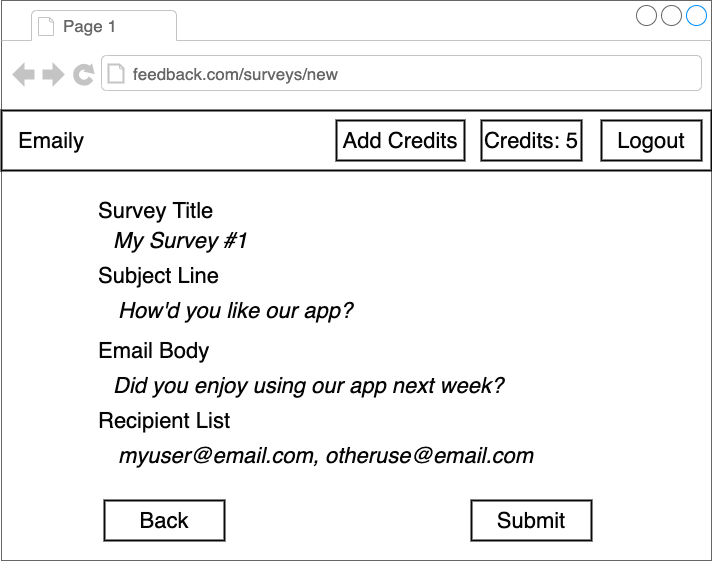 Page 1
feedback.com/surveys/new
Emaily Add Credits Credits: 5 Logout
Survey Title
My Survey #1
Subject Line
How'd you like our app?
Email Body
Did you enjoy using our app next week?
Recipient List
myuser@email.com, otheruse@email.com
Back Submit